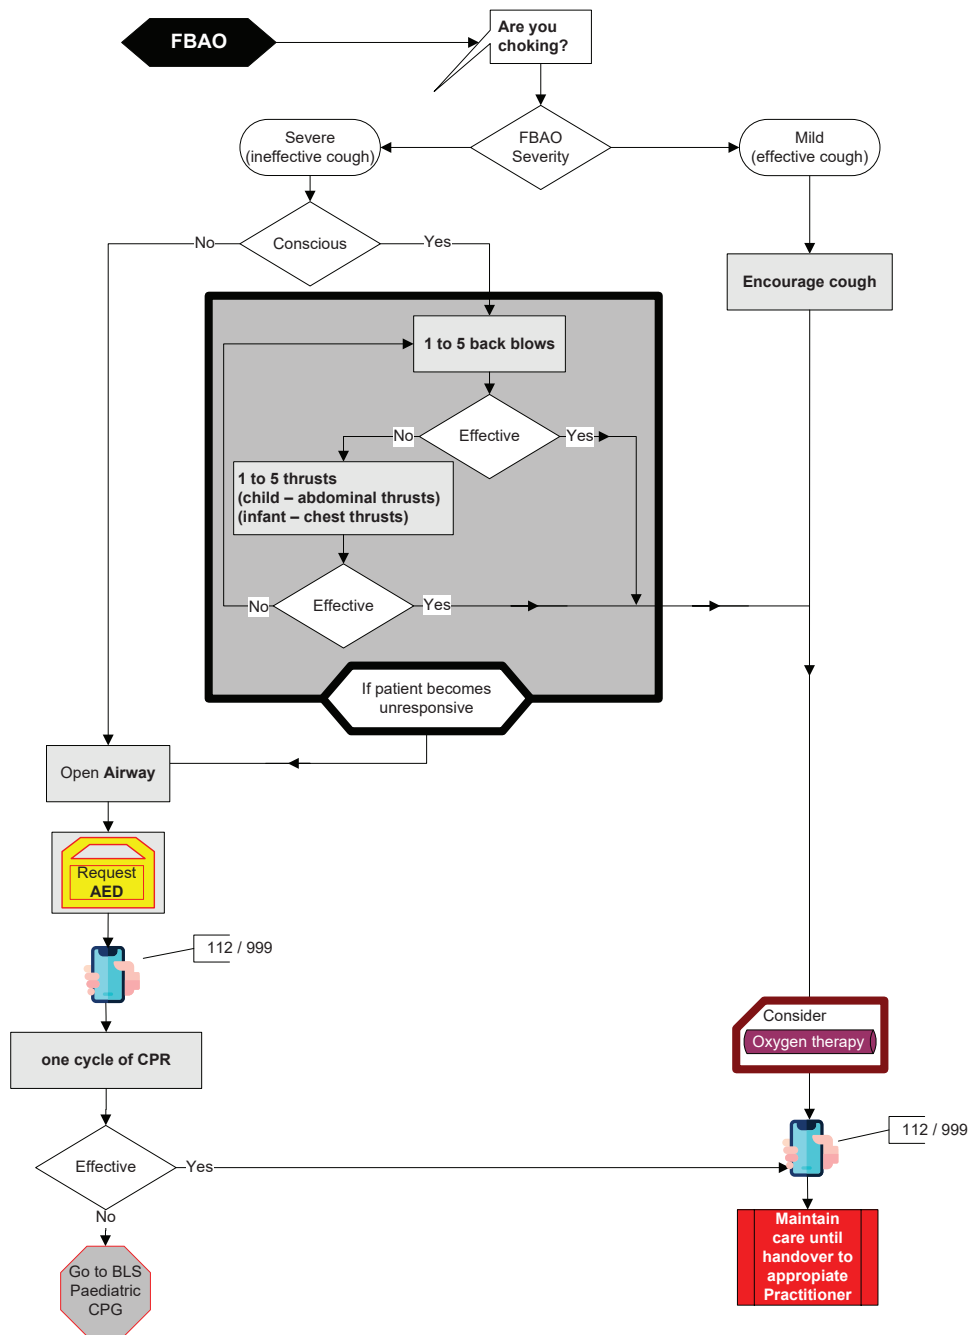 FBAO
Are you
choking?
Severe
(ineffective cough)
FBAO
Severity
Mild
(effective cough)
No
Conscious
Yes
Encourage cough
1 to 5 back blows
No
Effective
Yes
1 to 5 thrusts
(child – abdominal thrusts)
(infant – chest thrusts)
No
Effective
Yes
If patient becomes
unresponsive
Open Airway
Request
AED
112 / 999
one cycle of CPR
Consider
Oxygen therapy
112 / 999
Effective
Yes
No
Go to BLS
Paediatric
CPG
Maintain
care until
handover to
appropiate
Practitioner